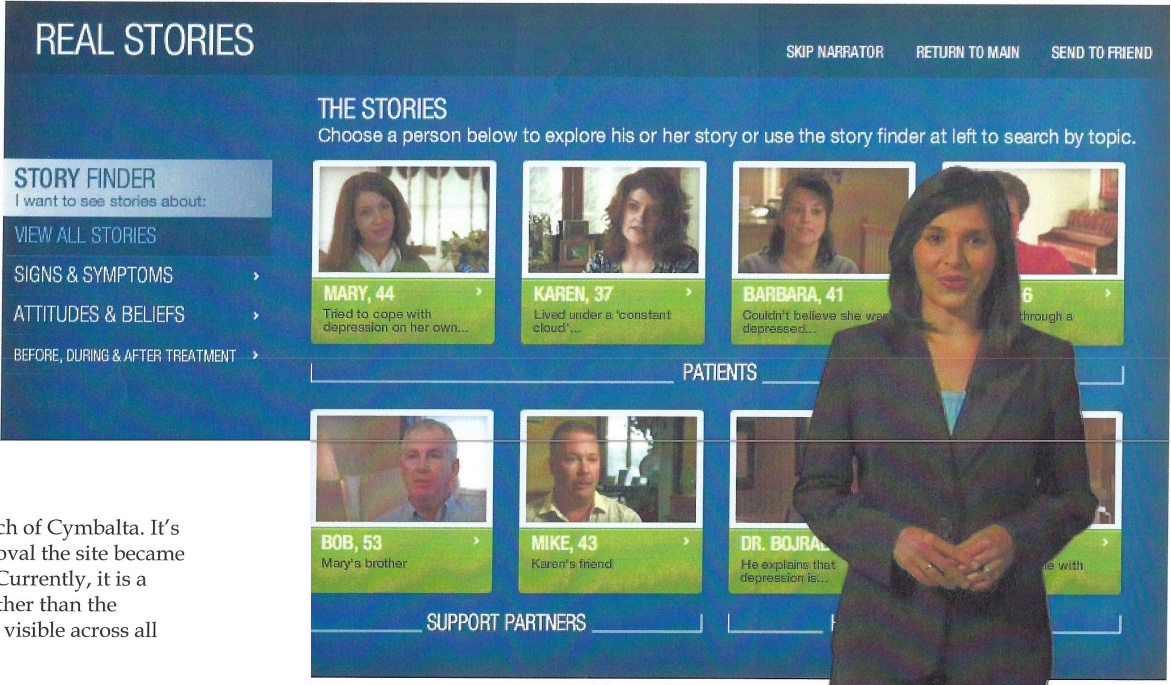 REAL STORIES
SKIP NARRATOR RETURN TO MAIN SEND TO FRIEND
THE STORIES
Choose a person below to explore his or her story or use the story finder at left to search by topic.
STORY FINDER
I want to see stories about:
VIEW ALL STORIES
SIGNS & SYMPTOMS
ATTITUDES & BELIEFS
BEFORE, DURING & AFTER TREATMENT
MARY, 44
Tried to cope with
depression on her own...
KAREN, 37
Lived under a 'constant
cloud'...
BARBARA, 41
Couldn't believe she was
depressed...
6
through a
PATIENTS
BOB, 53
Mary's brother
MIKE, 43
Karen's friend
DR. BOJRAB
He explains that
depression is...
with
SUPPORT PARTNERS
ch of Cymbalta. It's
oval the site became
Currently, it is a
ther than the
visible across all